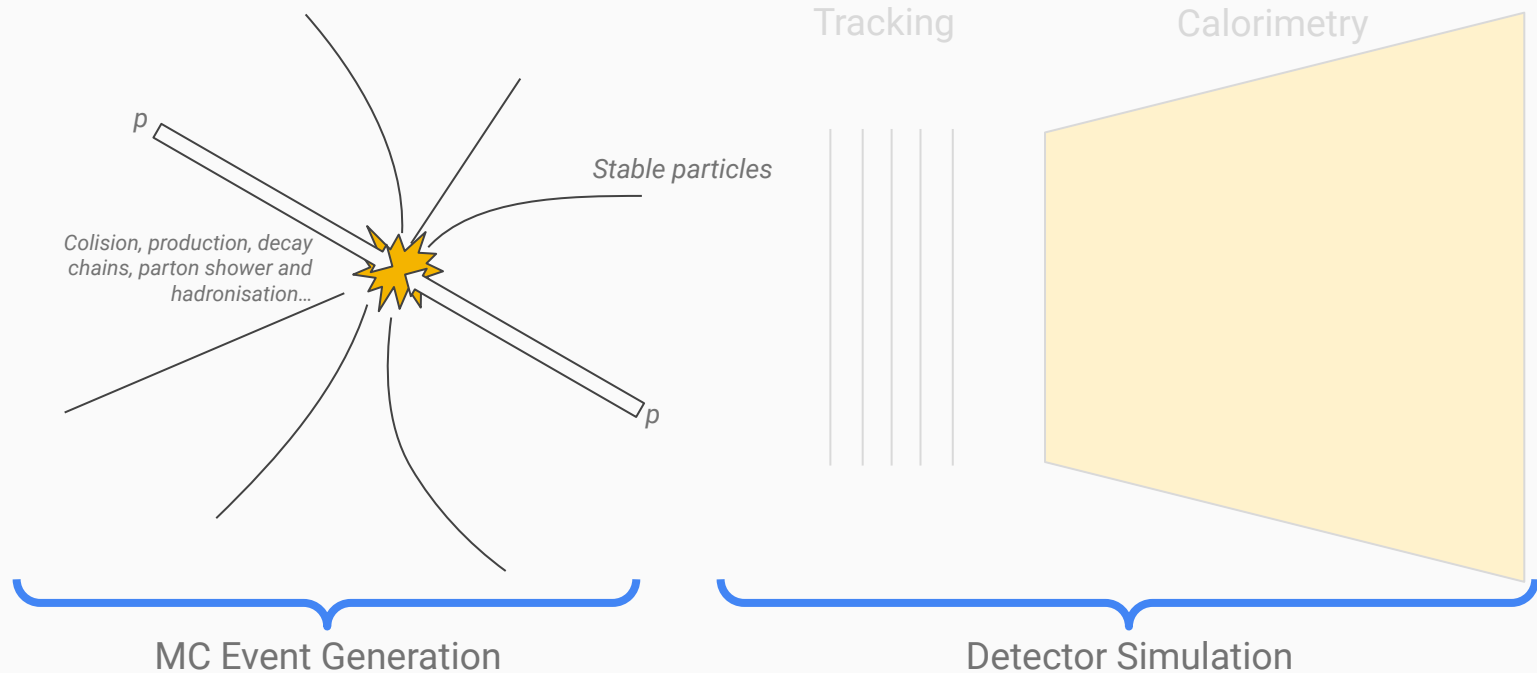 Tracking
Calorimetry
p
Stable particles
Colision, production, decay
chains, parton shower and
hadronisation…
p
MC Event Generation
Detector Simulation